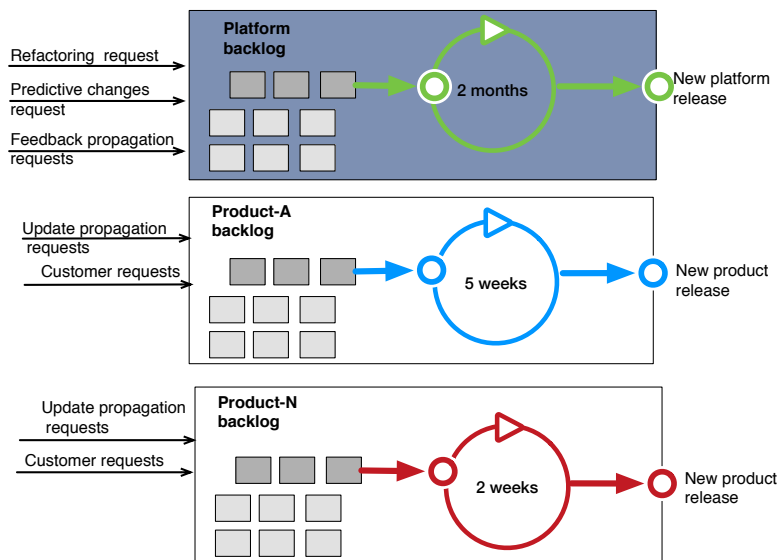 Platform
backlog
Refactoring request
Predictive changes
request
Feedback propagation
requests
2 months
New platform
release
Product-A
backlog
Update propagation
requests
Customer requests
5 weeks
New product
release
Product-N
backlog
Update propagation
requests
Customer requests
2 weeks
New product
release